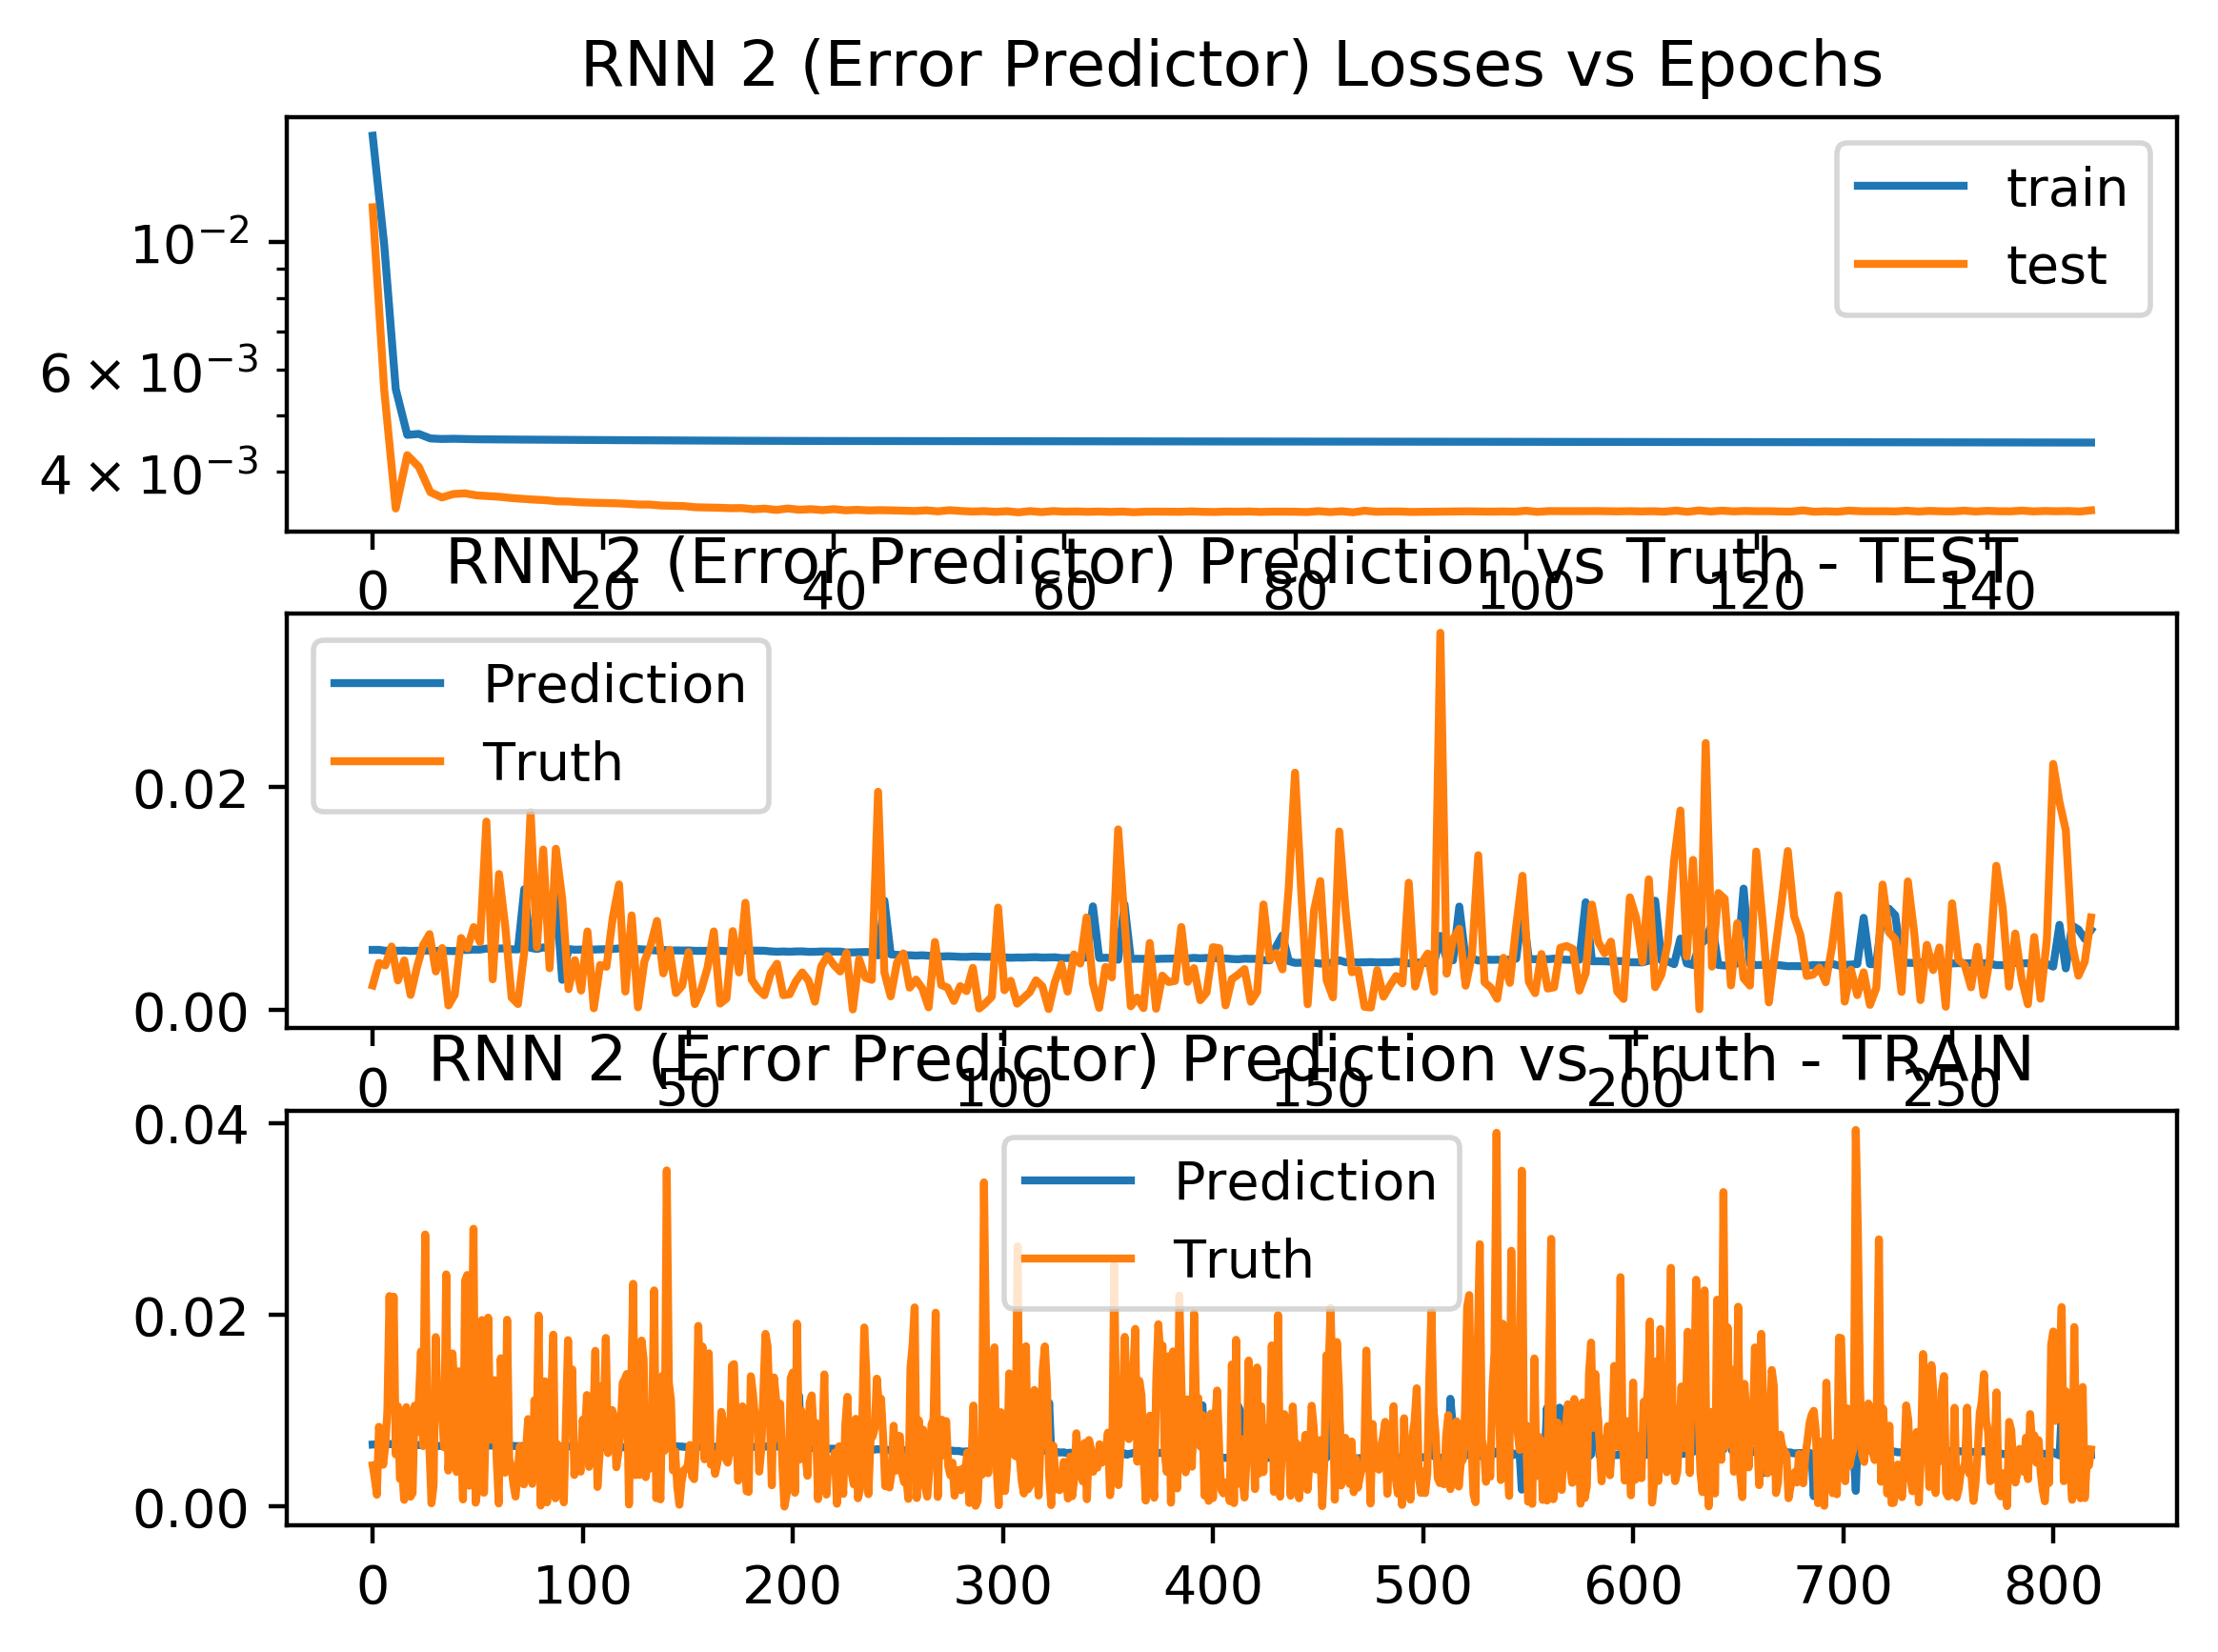 RNN 2 (Error Predictor) Losses vs Epochs
10⁻²
6 × 10⁻³
4 × 10⁻³
train
test
0 20 40 60 80 100 120 140
RNN 2 (Error Predictor) Prediction vs Truth - TEST
Prediction
Truth
0.02
0.00
0 50 100 150 200 250
RNN 2 (Error Predictor) Prediction vs Truth - TRAIN
0.04
0.02
0.00
Prediction
Truth
0 100 200 300 400 500 600 700 800